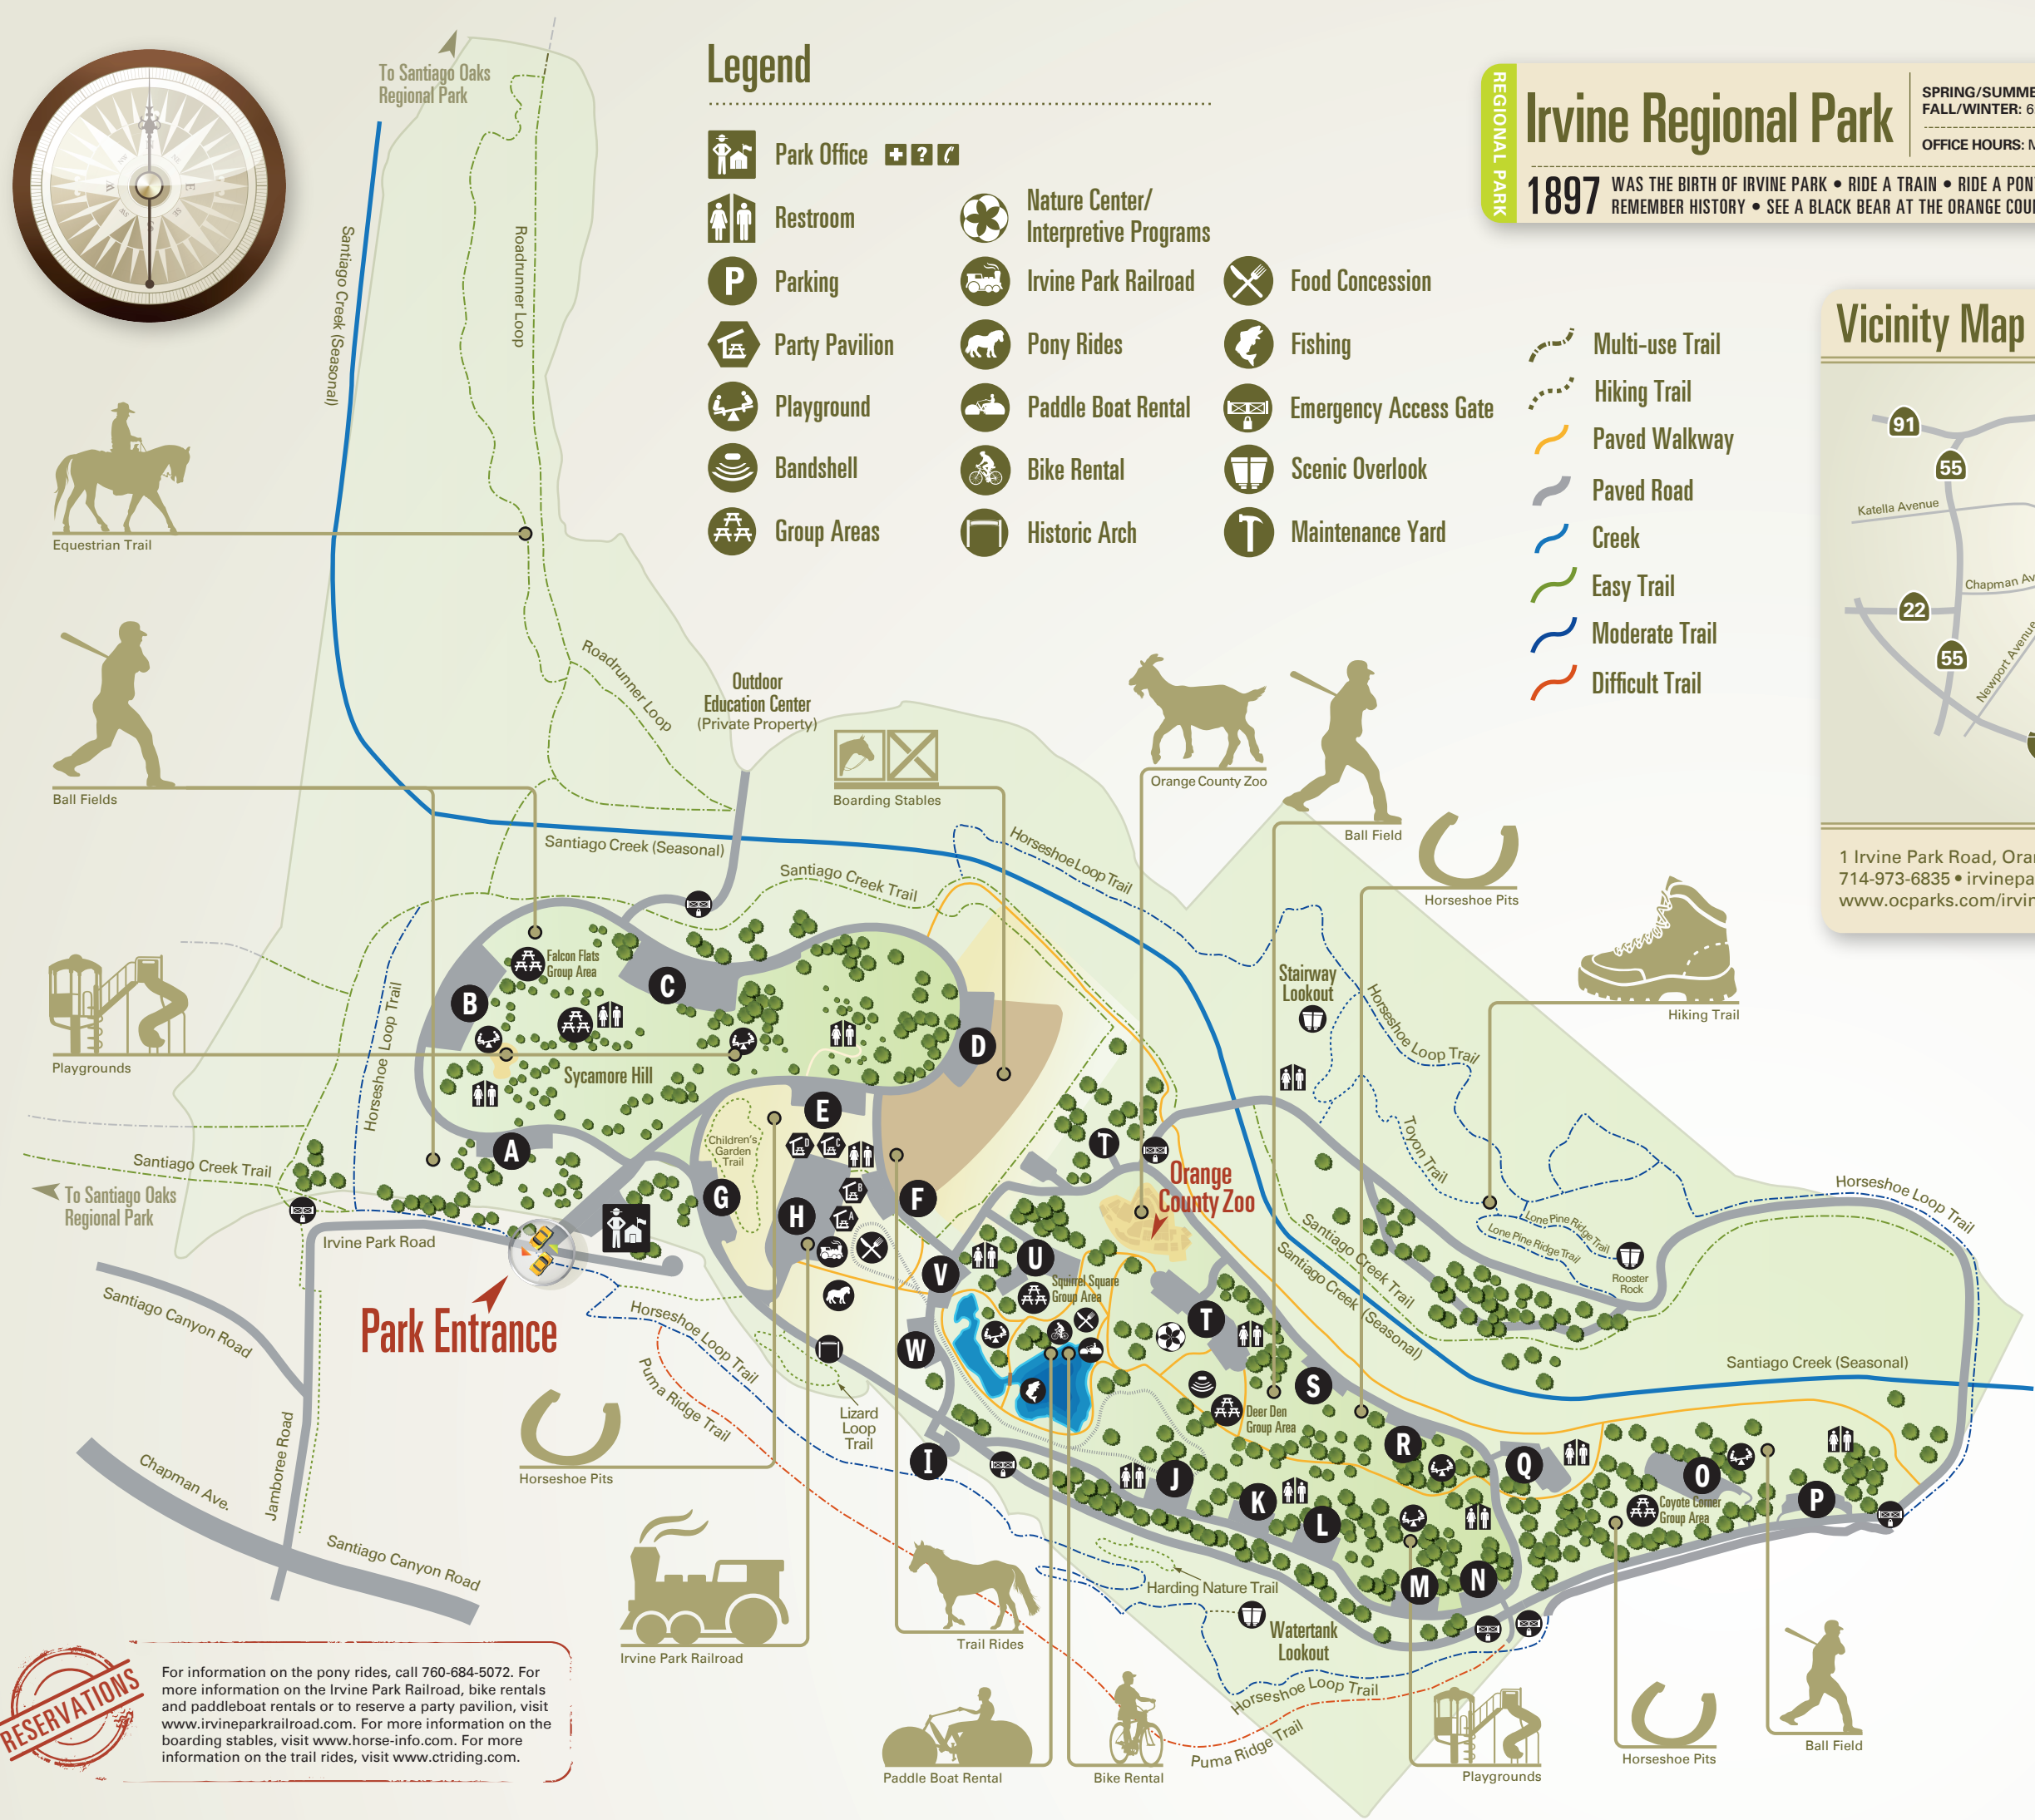 To Santiago Oaks
Regional Park
Legend
Park Office
Restroom
Parking
P
Party Pavilion
Playground
Bandshell
Group Areas
Nature Center/
Interpretive Programs
Irvine Park Railroad
Pony Rides
Paddle Boat Rental
Bike Rental
Historic Arch
Food Concession
Fishing
Emergency Access Gate
Scenic Overlook
Maintenance Yard
Multi-use Trail
Hiking Trail
Paved Walkway
Paved Road
Creek
Easy Trail
Moderate Trail
Difficult Trail
REGIONAL PARK
Irvine Regional Park
SPRING/SUMME
FALL/WINTER: 6
OFFICE HOURS: M
1897
WAS THE BIRTH OF IRVINE PARK • RIDE A TRAIN • RIDE A PON
REMEMBER HISTORY • SEE A BLACK BEAR AT THE ORANGE COU
Vicinity Map
91
55
Katella Avenue
Chapman Av
22
55
Newport Avenue
1 Irvine Park Road, Ora
714-973-6835 • irvinepa
www.ocparks.com/irvin
Santiago Creek (Seasonal)
Roadrunner Loop
Equestrian Trail
Roadrunner Loop
Outdoor
Education Center
(Private Property)
Ball Fields
Boarding Stables
Orange County Zoo
Ball Field
Horseshoe Pits
Hiking Trail
Santiago Creek (Seasonal)
Santiago Creek Trail
Horseshoe Loop Trail
Playgrounds
Falcon Flats
Group Area
B
C
D
Sycamore Hill
Horseshoe Loop Trail
Stairway
Lookout
Horseshoe Loop Trail
Toyon Trail
E
Children's
Garden
Trail
A
G
H
F
D
C
B
A
T
Orange
County Zoo
Santiago Creek Trail
To Santiago Oaks
Regional Park
Irvine Park Road
Park Entrance
Santiago Canyon Road
Jamboree Road
Chapman Ave.
Santiago Canyon Road
Horseshoe Loop Trail
Puma Ridge Trail
Lizard
Loop
Trail
V
U
Squirrel Square
Group Area
W
T
S
Deer Den
Group Area
Santiago Creek Trail
Santiago Creek (Seasonal)
Lone Pine Ridge Trail
Lone Pine Ridge Trail
Rooster
Rock
Horseshoe Loop Trail
Santiago Creek (Seasonal)
I
J
K
L
R
Q
O
Coyote Corner
Group Area
P
M
N
Harding Nature Trail
Watertank
Lookout
Horseshoe Loop Trail
Puma Ridge Trail
Horseshoe Pits
Irvine Park Railroad
Trail Rides
Paddle Boat Rental
Bike Rental
Playgrounds
Horseshoe Pits
Ball Field
RESERVATIONS
For information on the pony rides, call 760-684-5072. For
more information on the Irvine Park Railroad, bike rentals
and paddleboat rentals or to reserve a party pavilion, visit
www.irvineparkrailroad.com. For more information on the
boarding stables, visit www.horse-info.com. For more
information on the trail rides, visit www.ctriding.com.